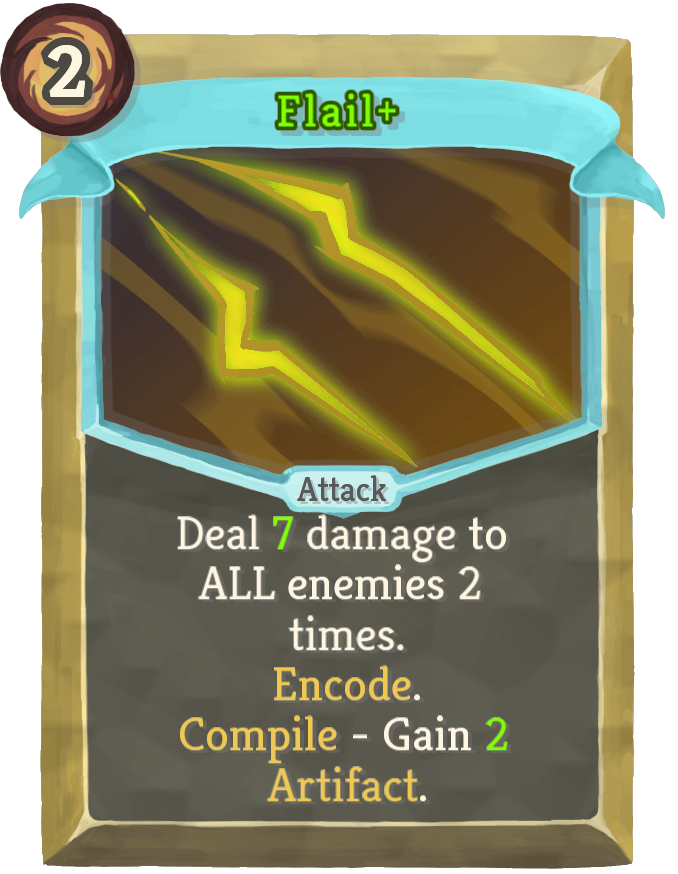 2
Flail+
Attack
Deal 7 damage to
ALL enemies 2
times.
Encode.
Compile - Gain 2
Artifact.